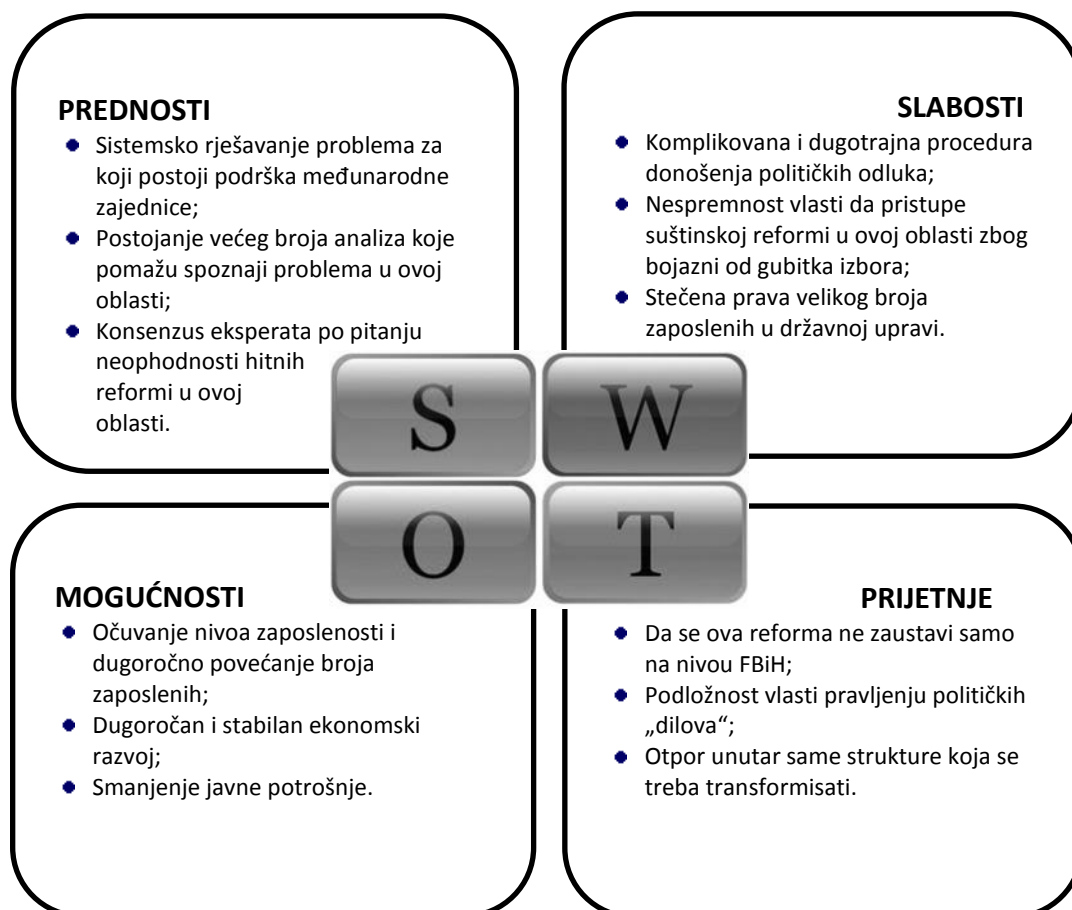 PREDNOSTI
Sistemsko rješavanje problema za
koji postoji podrška međunarodne
zajednice;
Postojanje većeg broja analiza koje
pomažu spoznaji problema u ovoj
oblasti;
Konsenzus eksperata po pitanju
neophodnosti hitnih
reformi u ovoj
oblasti.
SLABOSTI
Komplikovana i dugotrajna procedura
donošenja političkih odluka;
Nespremnost vlasti da pristupe
suštinskoj reformi u ovoj oblasti zbog
bojazni od gubitka izbora;
Stečena prava velikog broja
zaposlenih u državnoj upravi.
S W
O T
MOGUĆNOSTI
Očuvanje nivoa zaposlenosti i
dugoročno povećanje broja
zaposlenih;
Dugoročan i stabilan ekonomski
razvoj;
Smanjenje javne potrošnje.
PRIJETNJE
Da se ova reforma ne zaustavi samo
na nivou FBiH;
Podložnost vlasti pravljenju političkih
„dilova“;
Otpor unutar same strukture koja se
treba transformisati.